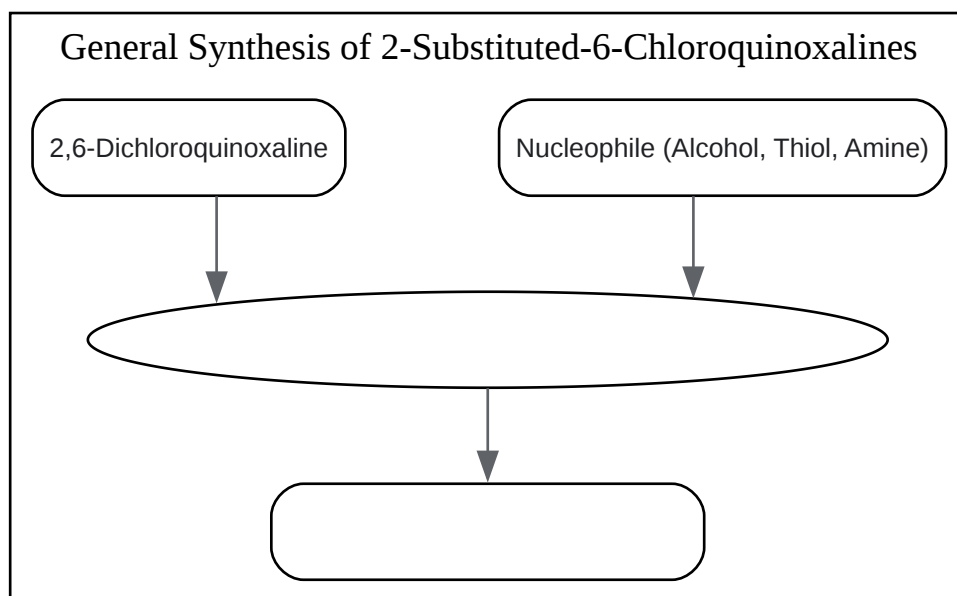 General Synthesis of 2-Substituted-6-Chloroquinoxalines
2,6-Dichloroquinoxaline
Nucleophile (Alcohol, Thiol, Amine)